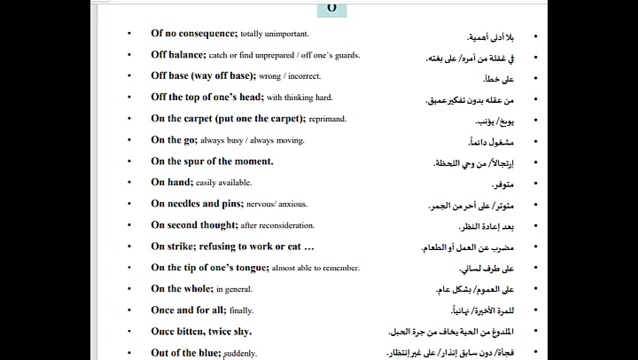 O
Of no consequence; totally unimportant. بلا أدنى أهمية.
Off balance; catch or find unprepared / off one's guards. في غفلة من أمره/ على بغته.
Off base (way off base); wrong / incorrect. على خطأ.
Off the top of one's head; with thinking hard. من عقله بدون تفكير عميق.
On the carpet (put one the carpet); reprimand. يوبخ/ يؤنب.
On the go; always busy / always moving. مشغول دائماً.
On the spur of the moment. إرتجالاً/ من وحي اللحظة.
On hand; easily available. متوفر.
On needles and pins; nervous/ anxious. متوتر/ على أحر من الجمر.
On second thought; after reconsideration. بعد إعادة النظر.
On strike; refusing to work or eat … مضرب عن العمل أو الطعام.
On the tip of one's tongue; almost able to remember. على طرف لساني.
On the whole; in general. على العموم/ بشكل عام.
Once and for all; finally. للمرة الأخيرة/ نهائياً.
Once bitten, twice shy. الملدوغ من الحية يخاف من جرة الحبل.
Out of the blue; suddenly. فجأة/ دون سابق إنذار/ على غير إنتظار.